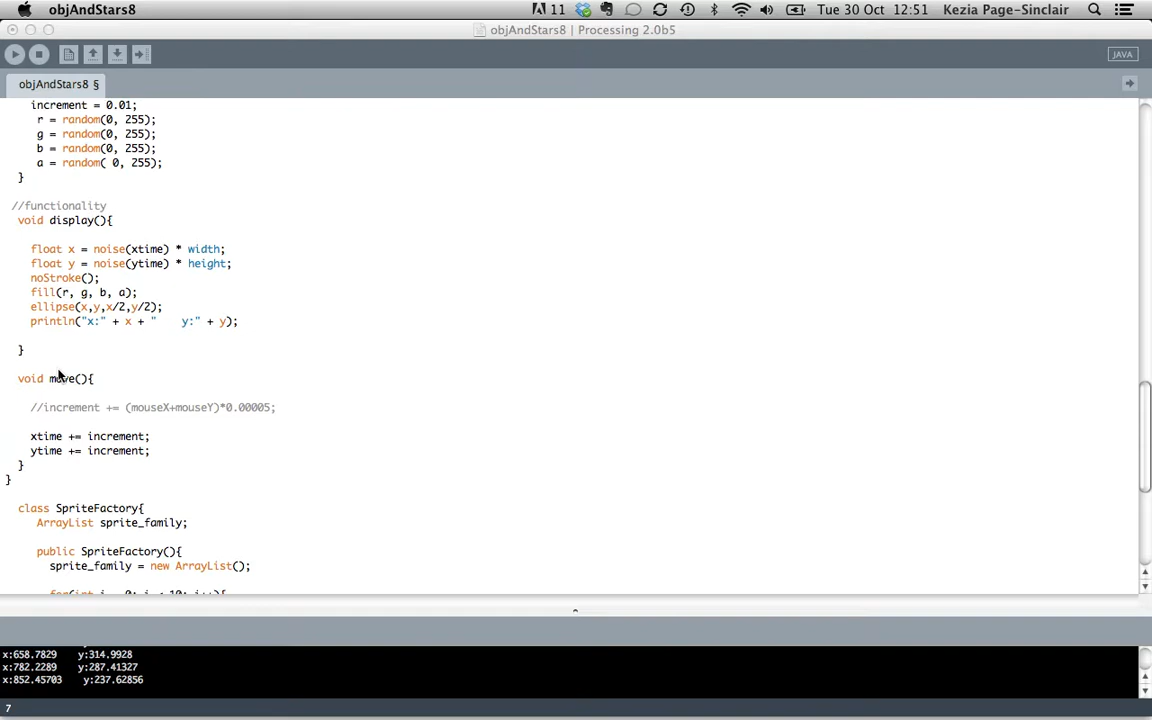 objAndStars8 11 Tue 30 Oct 12:51 Kezia Page-Sinclair
objAndStars8 | Processing 2.0b5
JAVA
objAndStars8 §
increment = 0.01;
r = random(0, 255);
g = random(0, 255);
b = random(0, 255);
a = random( 0, 255);
}
//functionality
void display(){
float x = noise(xtime) * width;
float y = noise(ytime) * height;
noStroke();
fill(r, g, b, a);
ellipse(x,y,x/2,y/2);
println("x:" + x + "    y:" + y);
}
void move(){
//increment += (mouseX+mouseY)*0.00005;
xtime += increment;
ytime += increment;
}
}
class SpriteFactory{
ArrayList sprite_family;
public SpriteFactory(){
sprite_family = new ArrayList();
for(int i = 0; i < 10; i++){
x:658.7829    y:314.9928
x:782.2289    y:287.41327
x:852.45703    y:237.62856
7